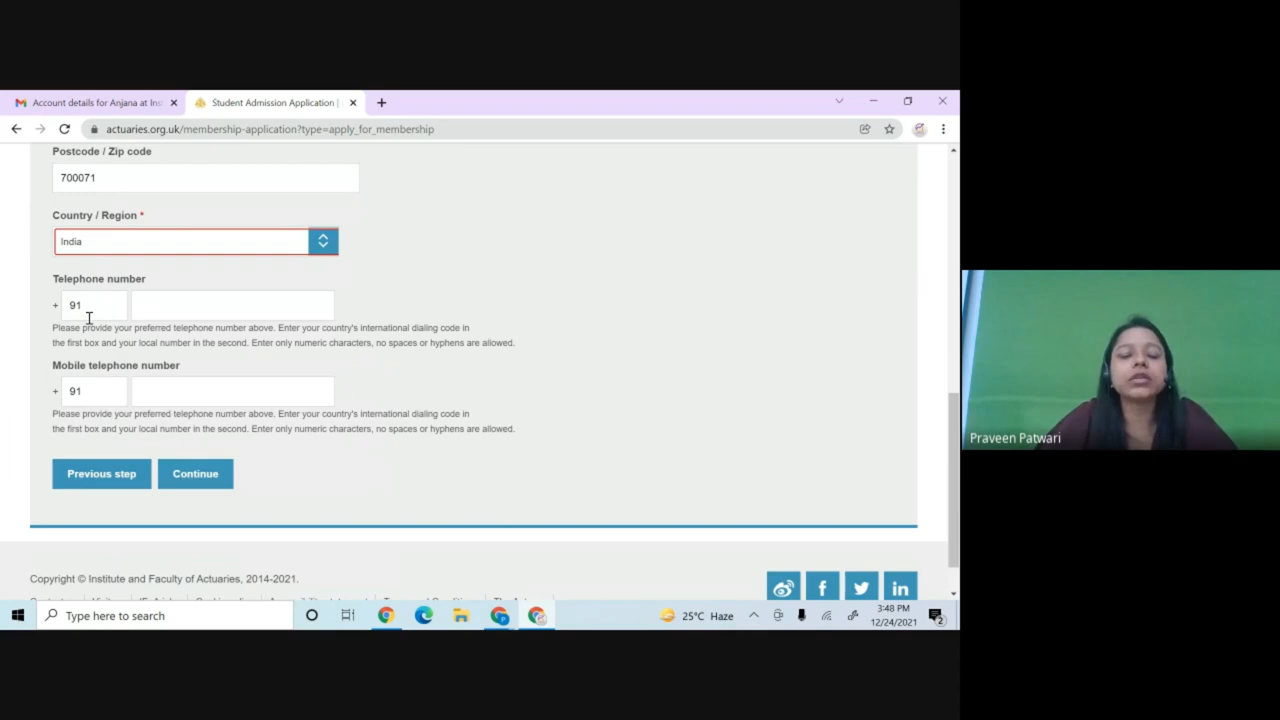 Account details for Anjana at Ins
Student Admission Application |
actuaries.org.uk/membership-application?type=apply_for_membership
Postcode / Zip code
700071
Country / Region *
India
Telephone number
+ 91
Please provide your preferred telephone number above. Enter your country's international dialing code in
the first box and your local number in the second. Enter only numeric characters, no spaces or hyphens are allowed.
Mobile telephone number
+ 91
Please provide your preferred telephone number above. Enter your country's international dialing code in
the first box and your local number in the second. Enter only numeric characters, no spaces or hyphens are allowed.
Previous step Continue
Copyright © Institute and Faculty of Actuaries, 2014-2021.
Praveen Patwari
Type here to search
25°C Haze
3:48 PM
12/24/2021
2